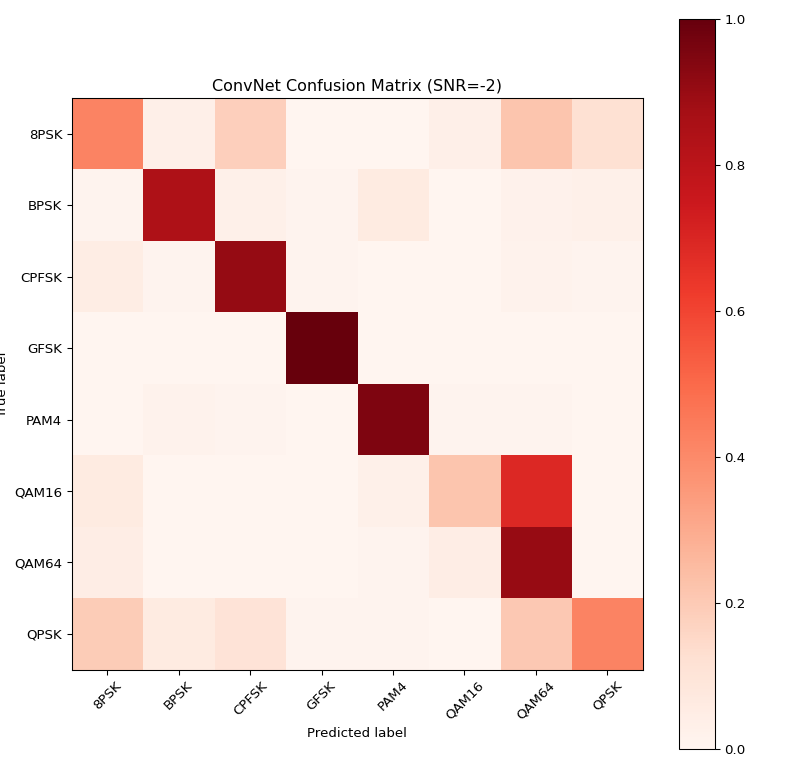 ConvNet Confusion Matrix (SNR=-2)
8PSK
BPSK
CPFSK
GFSK
PAM4
QAM16
QAM64
QPSK
8PSK
BPSK
CPFSK
GFSK
PAM4
QAM16
QAM64
QPSK
Predicted label
True label
1.0
0.8
0.6
0.4
0.2
0.0